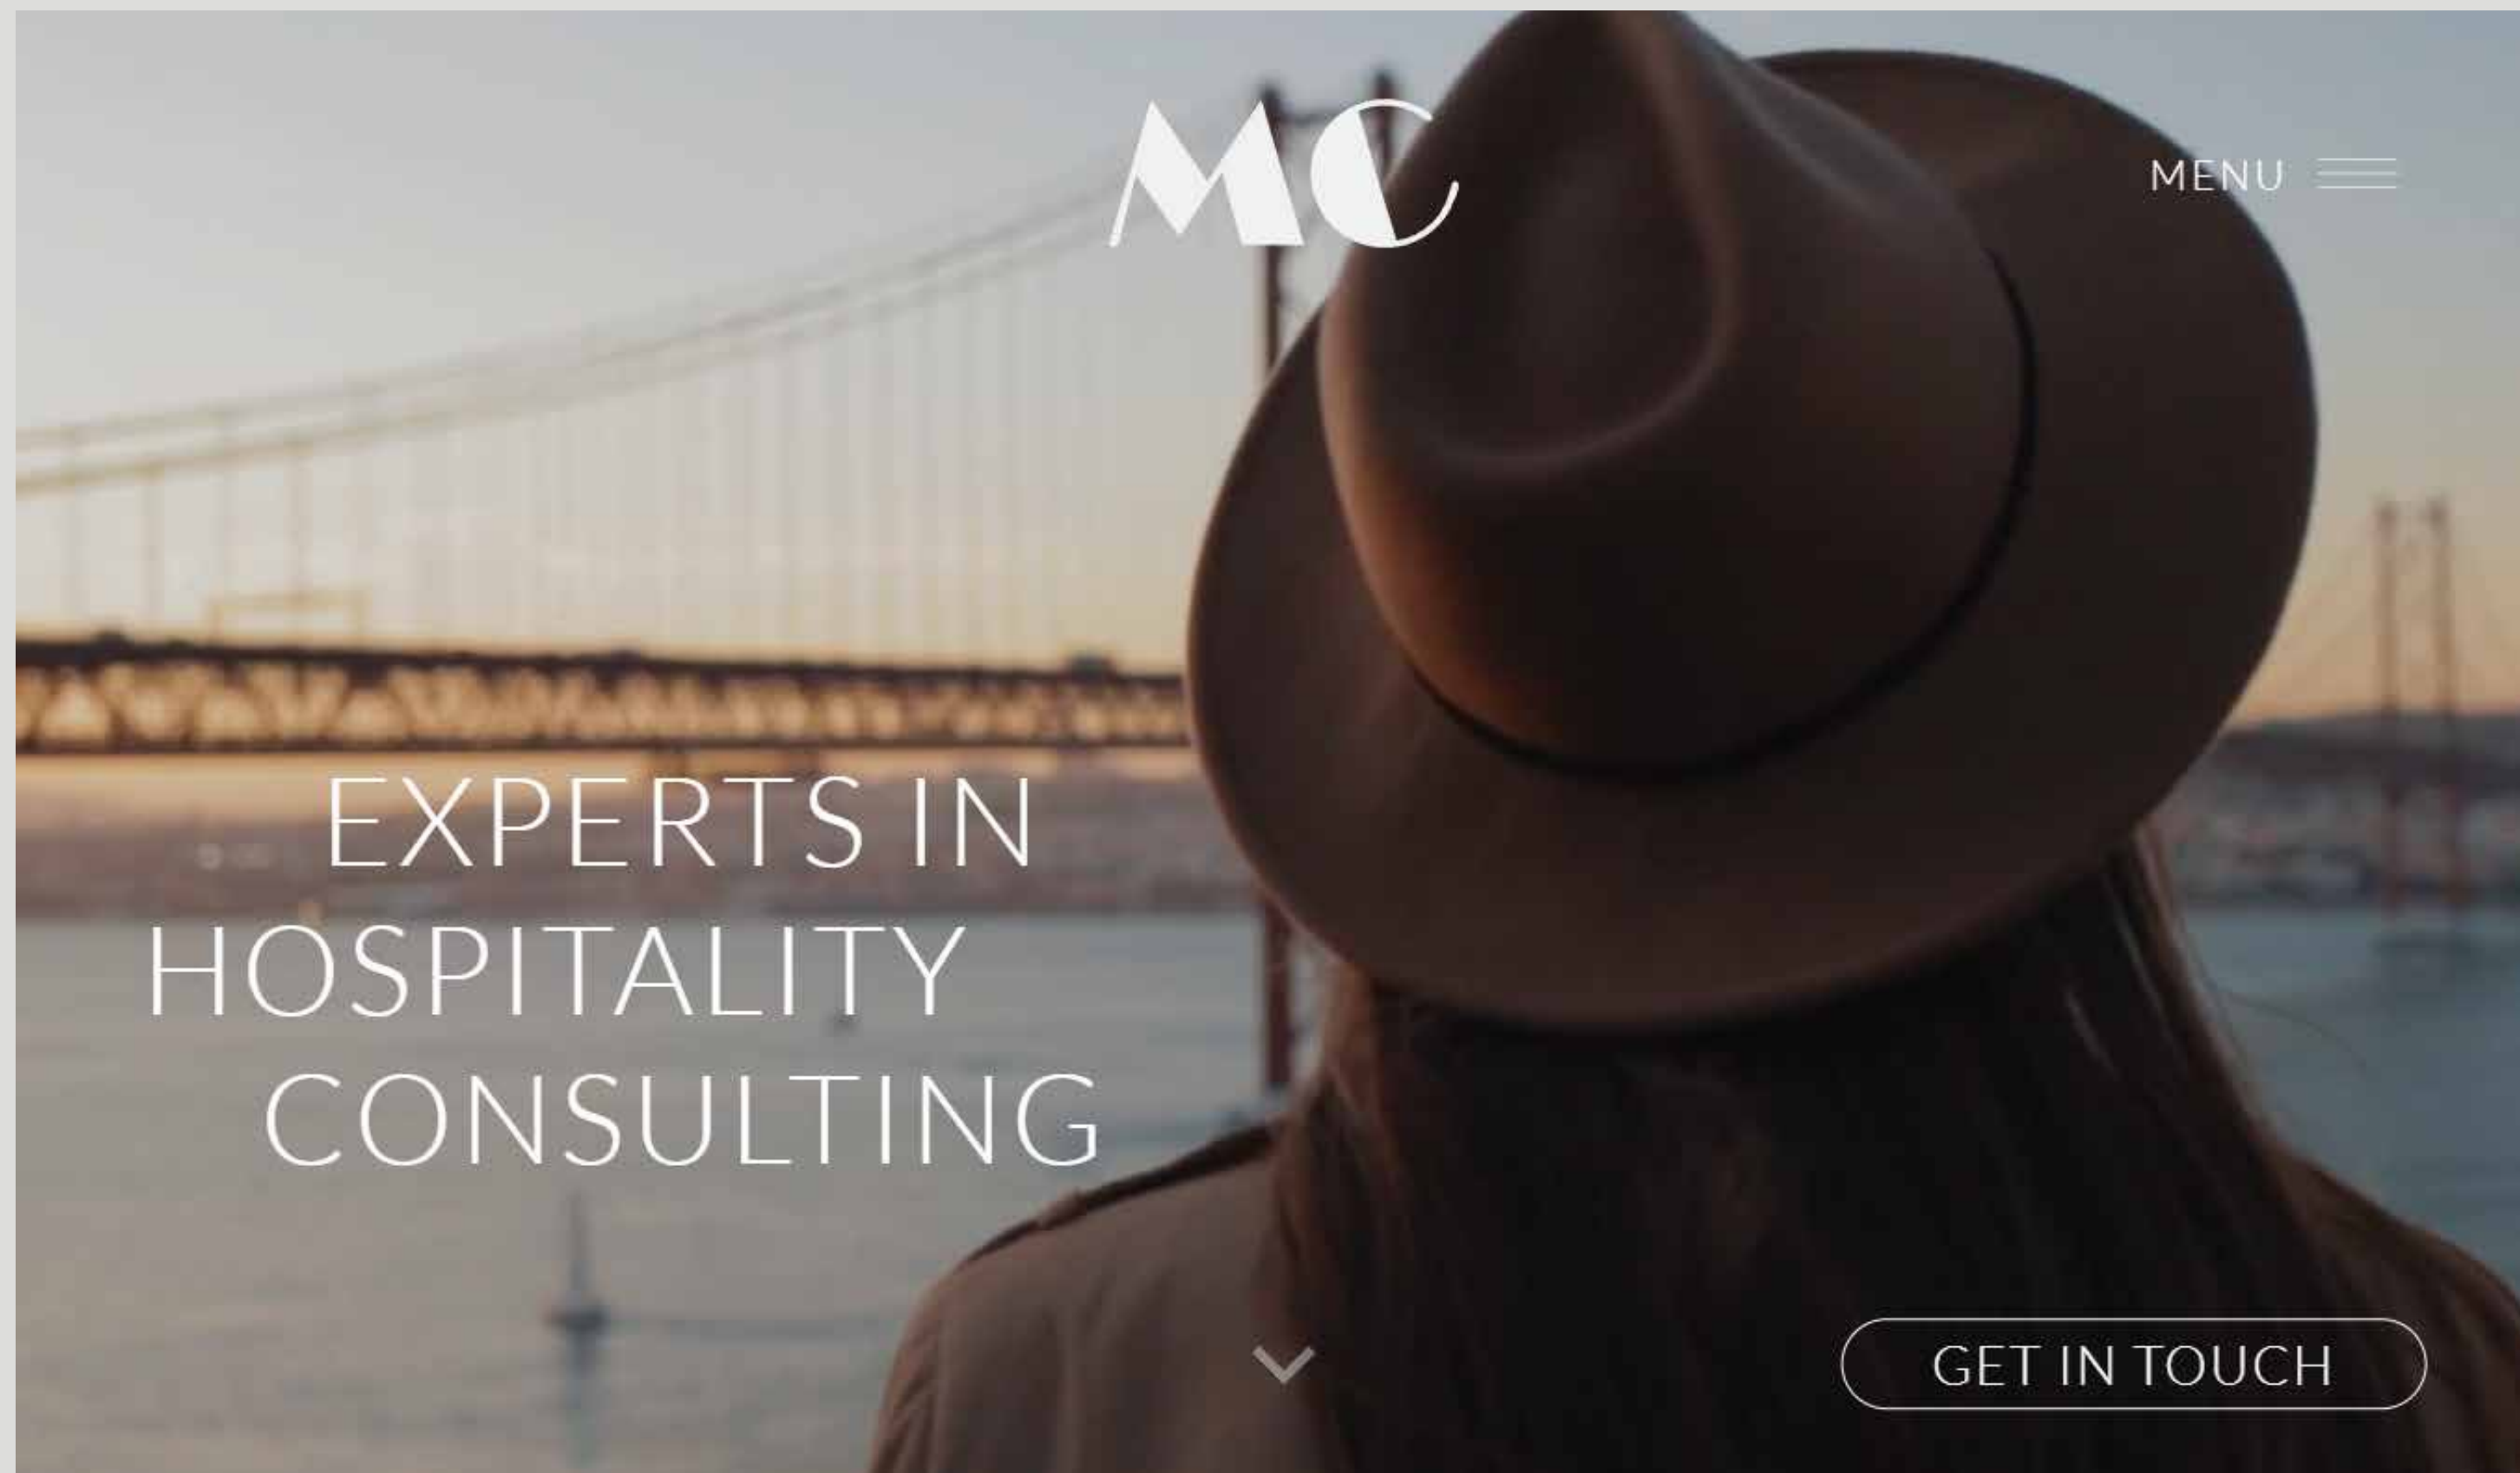 MC
MENU
EXPERTS IN
HOSPITALITY
CONSULTING
GET IN TOUCH